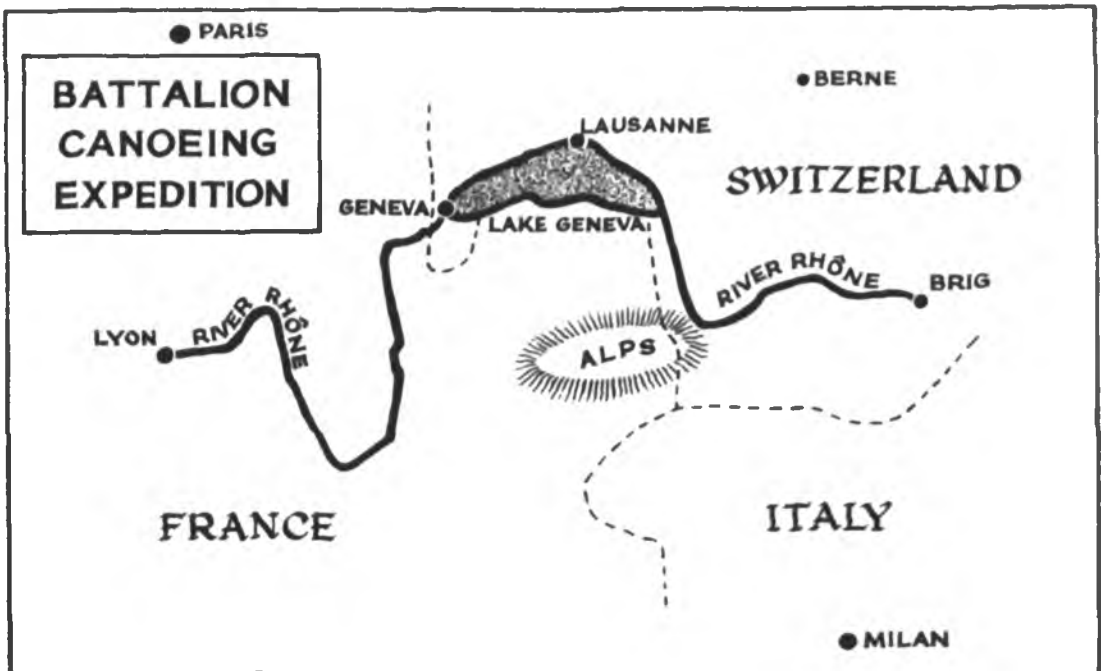 PARIS
BATTALION
CANOEING
EXPEDITION
BERNE
LAUSANNE
SWITZERLAND
GENEVA
LAKE GENEVA
RIVER RHÔNE
BRIG
RIVER RHÔNE
LYON
ALPS
FRANCE
ITALY
MILAN